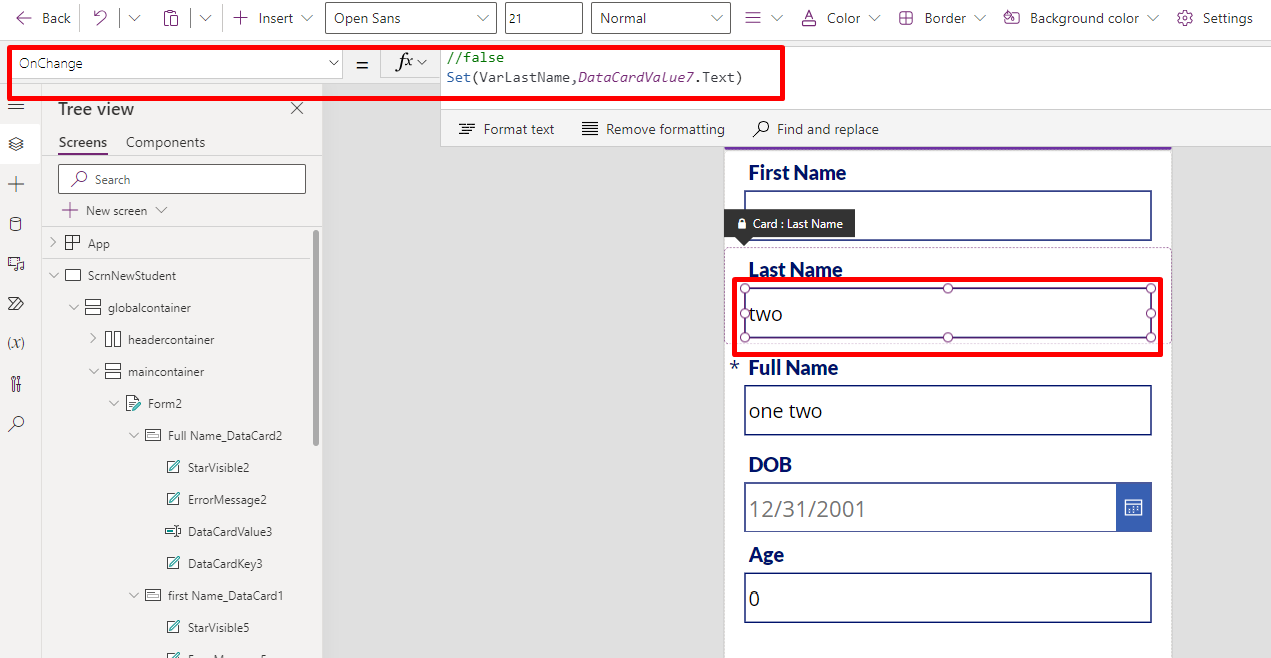 Back
Insert
Open Sans
21
Normal
Color
Border
Background color
Settings
OnChange
=
fx
//false
Set(VarLastName,DataCardValue7.Text)
Format text
Remove formatting
Find and replace
Tree view
Screens
Components
Search
New screen
App
ScrnNewStudent
globalcontainer
headercontainer
maincontainer
Form2
Full Name_DataCard2
StarVisible2
ErrorMessage2
DataCardValue3
DataCardKey3
first Name_DataCard1
StarVisible5
First Name
Card : Last Name
Last Name
two
* Full Name
one two
DOB
12/31/2001
Age
0